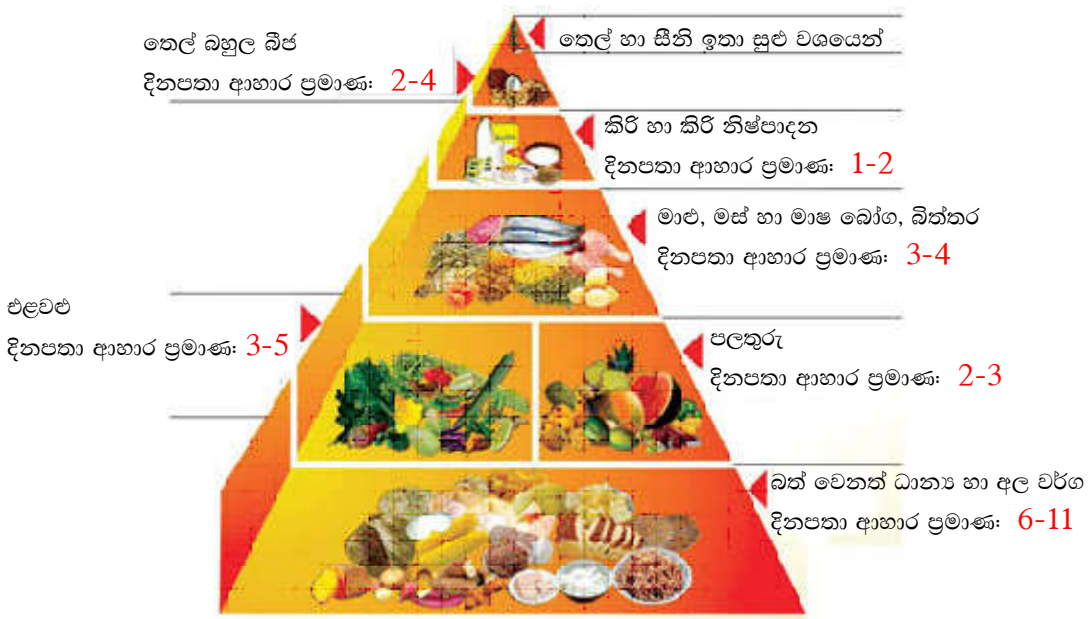 තෙල් බහුල බීජ
දිනපතා ආහාර ප්‍රමාණ: 2-4
තෙල් හා සීනි ඉතා සුළු වශයෙන්
කිරි හා කිරි නිෂ්පාදන
දිනපතා ආහාර ප්‍රමාණ: 1-2
මාළු, මස් හා මාෂ බෝග, බිත්තර
දිනපතා ආහාර ප්‍රමාණ: 3-4
එළවළු
දිනපතා ආහාර ප්‍රමාණ: 3-5
පලතුරු
දිනපතා ආහාර ප්‍රමාණ: 2-3
බත් වෙනත් ධාන්‍ය හා අල වර්ග
දිනපතා ආහාර ප්‍රමාණ: 6-11